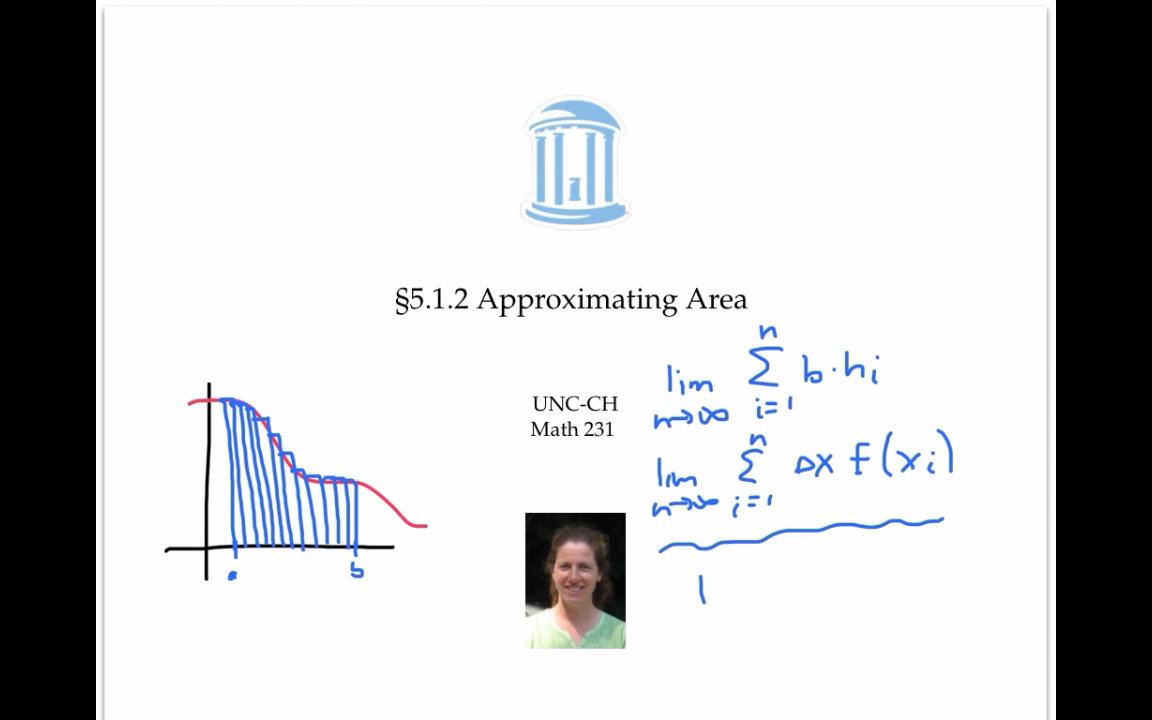 §5.1.2 Approximating Area
UNC-CH
Math 231
a b
lim n→∞ n Σ i=1 b·hi
lim n→∞ n Σ i=1 Δx f(xi)